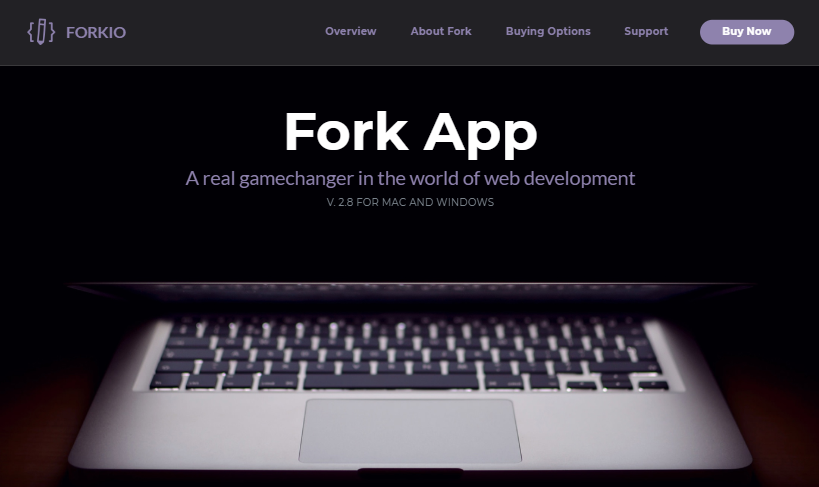 FORKIO
Overview
About Fork
Buying Options
Support
Buy Now
Fork App
A real gamechanger in the world of web development
V. 2.8 FOR MAC AND WINDOWS